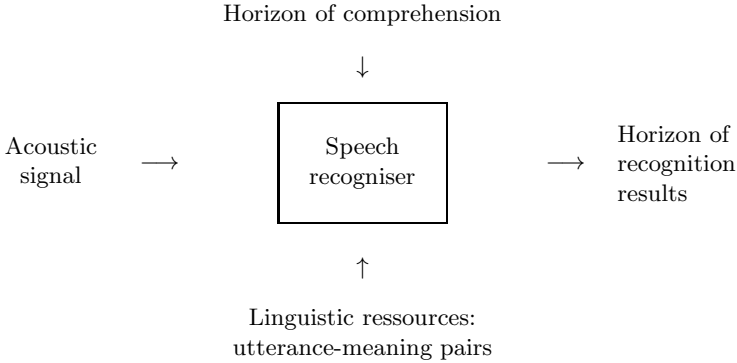 Horizon of comprehension
↓
Acoustic
signal
⟶
Speech
recogniser
⟶
Horizon of
recognition
results
↑
Linguistic ressources:
utterance-meaning pairs